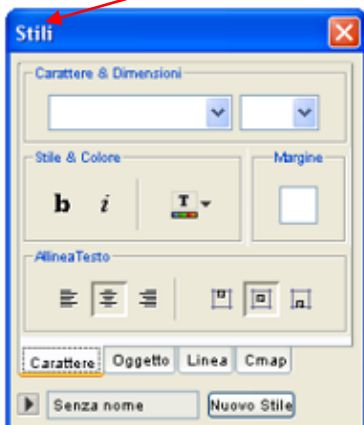 Stili
Carattere & Dimensioni
Stile & Colore
Margine
b i T
AllineaTesto
Carattere Oggetto Linea Cmap
Senza nome Nuovo Stile